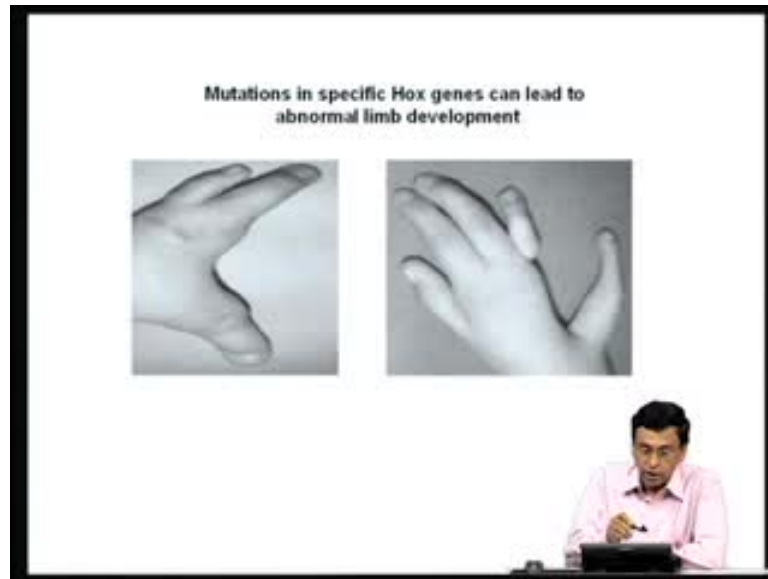 Mutations in specific Hox genes can lead to
abnormal limb development